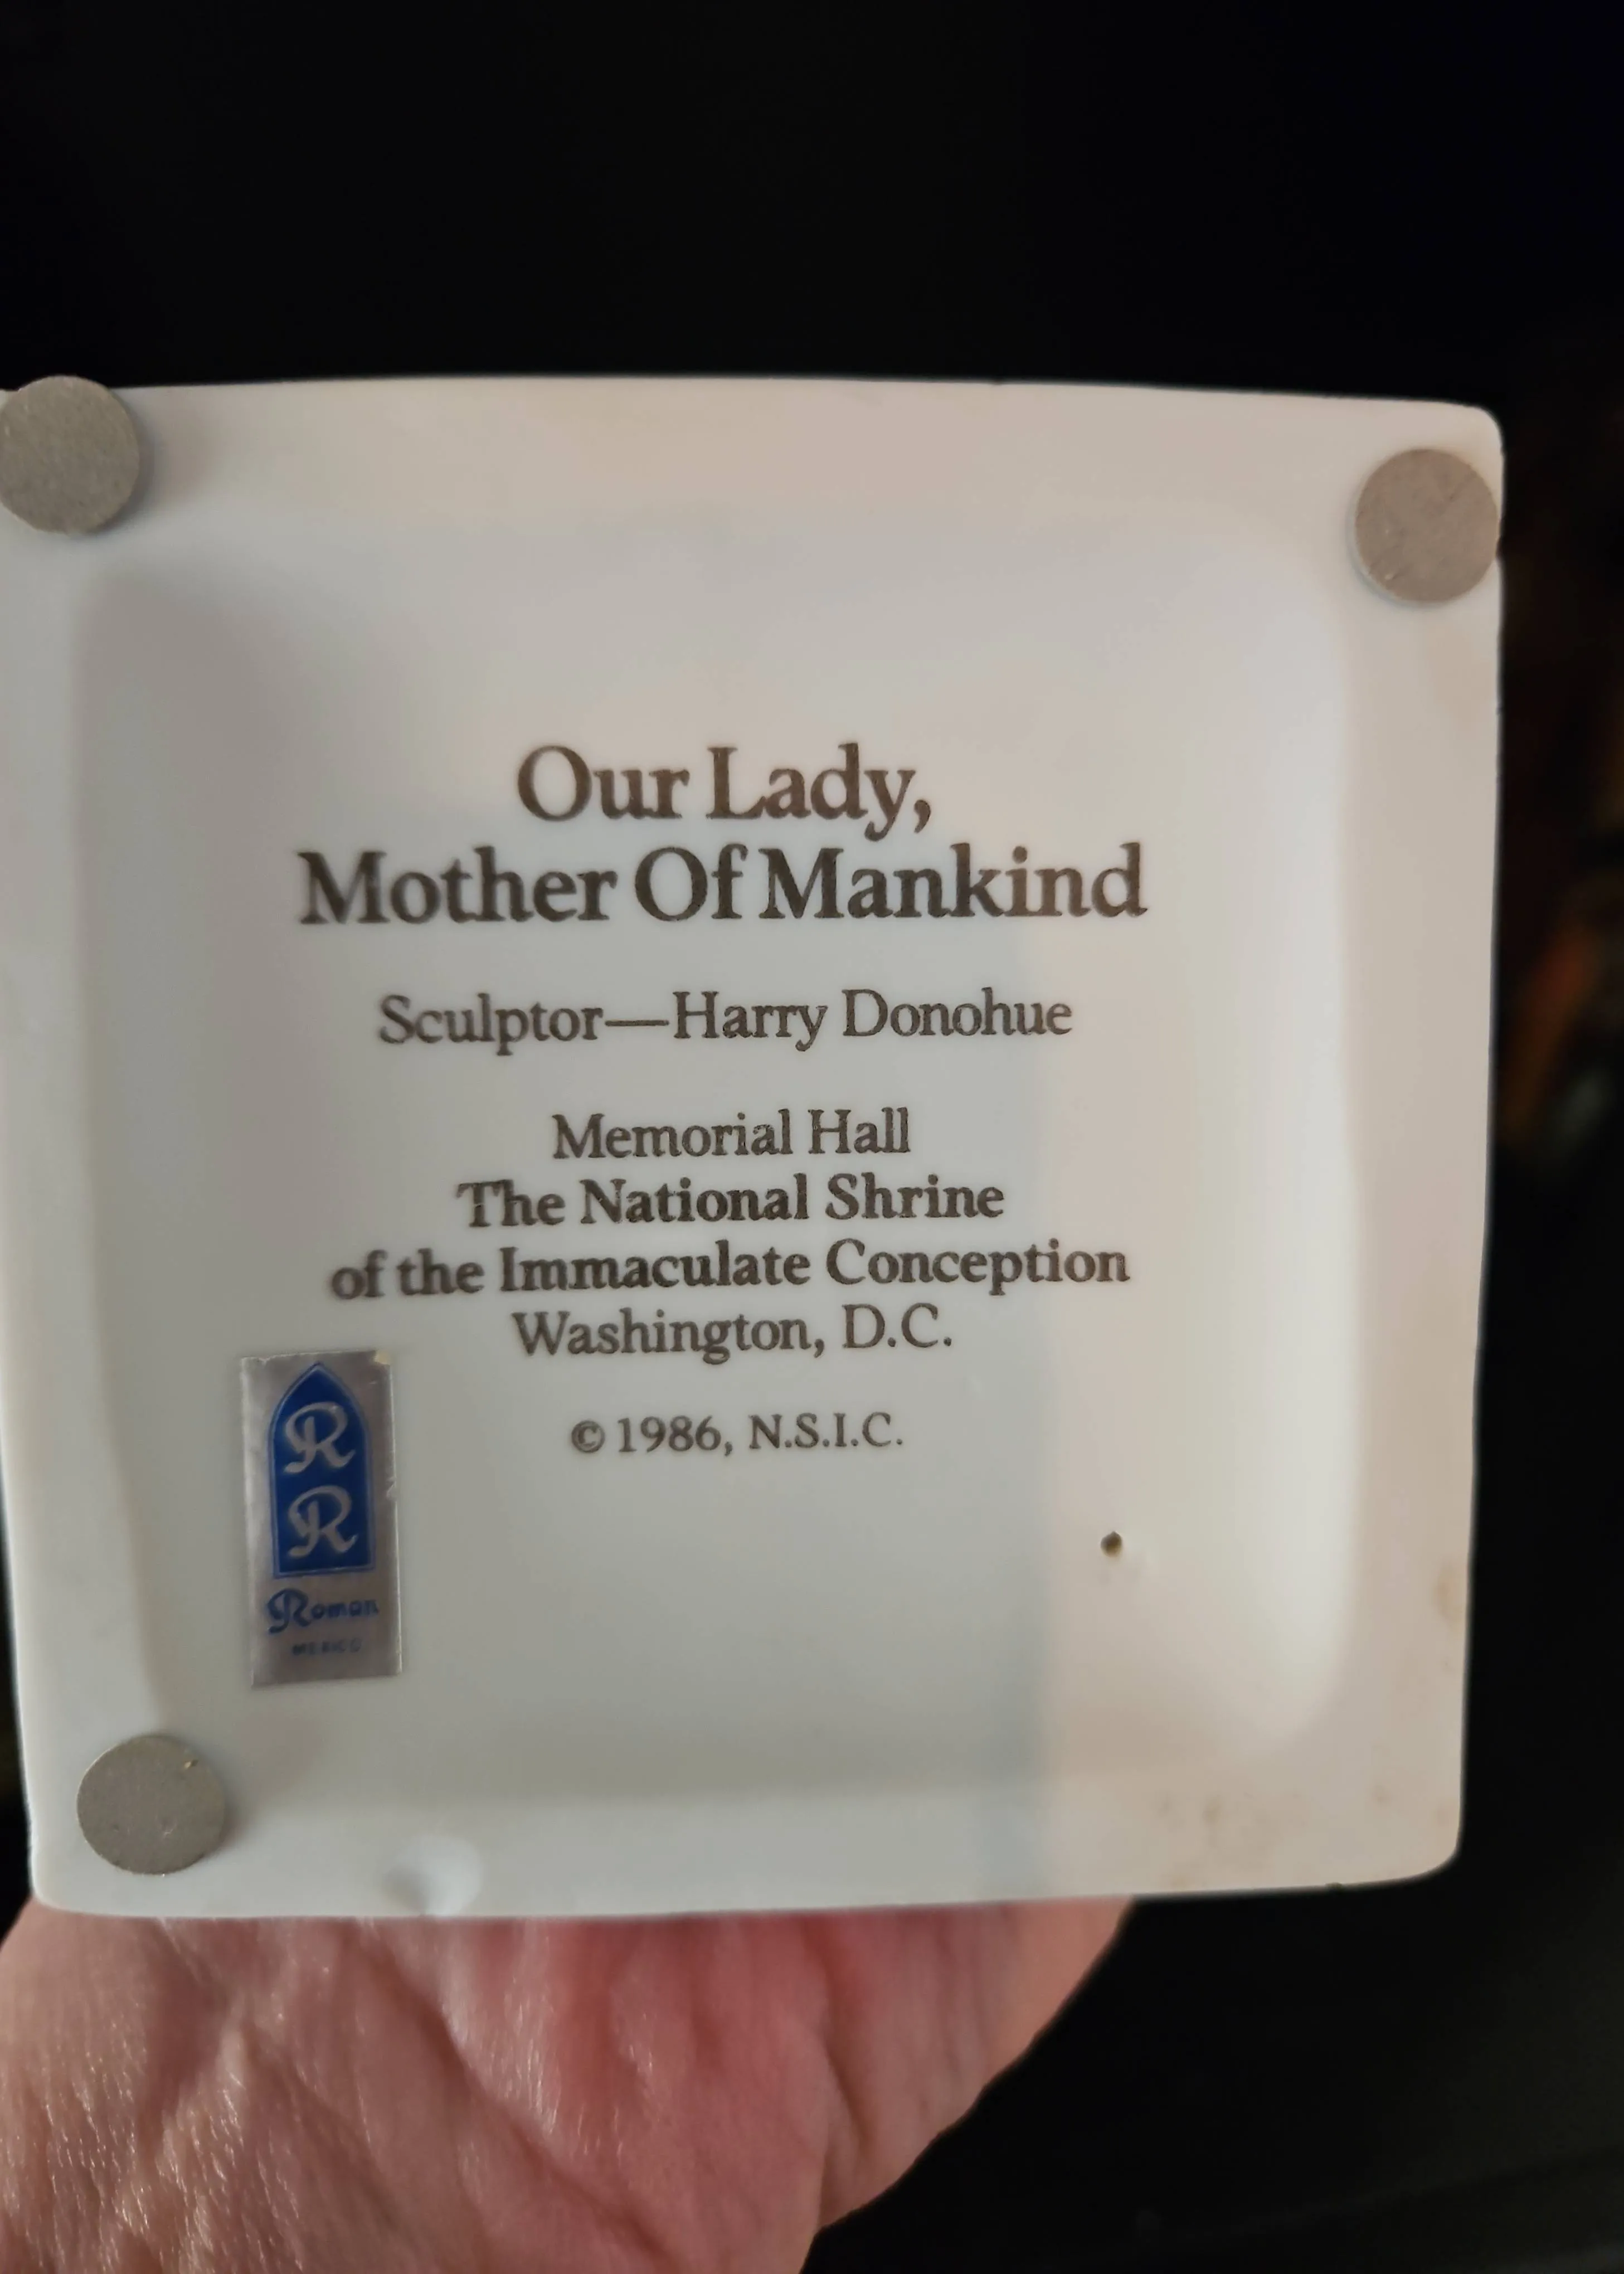 Our Lady,
Mother Of Mankind
Sculptor—Harry Donohue
Memorial Hall
The National Shrine
of the Immaculate Conception
Washington, D.C.
© 1986, N.S.I.C.
R
R
Roman
MEXICO